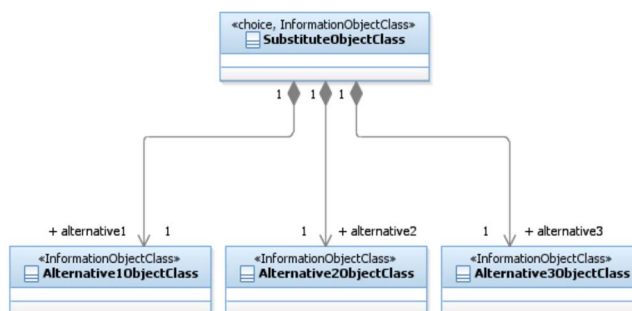 «choice, InformationObjectClass»
SubstituteObjectClass
1 1 1
+ alternative1 1 1 + alternative2 1 + alternative3
«InformationObjectClass» «InformationObjectClass» «InformationObjectClass»
Alternative1ObjectClass Alternative2ObjectClass Alternative3ObjectClass